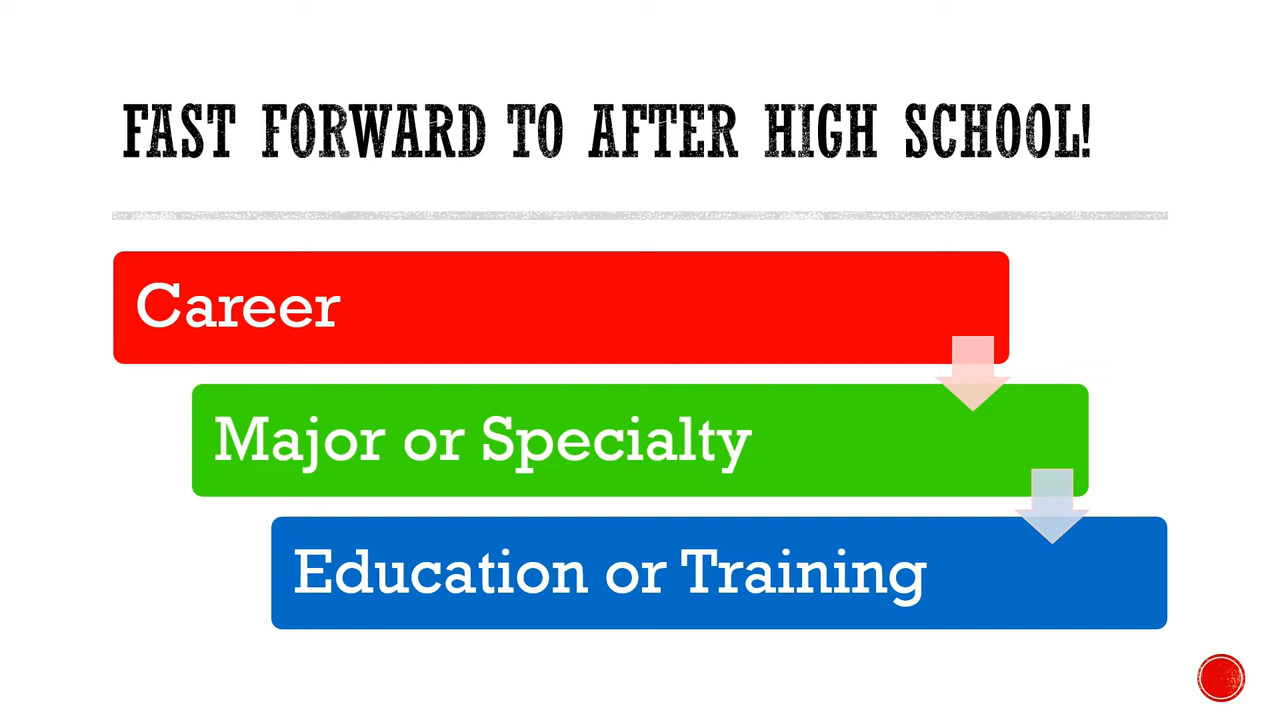 FAST FORWARD TO AFTER HIGH SCHOOL!
Career
Major or Specialty
Education or Training